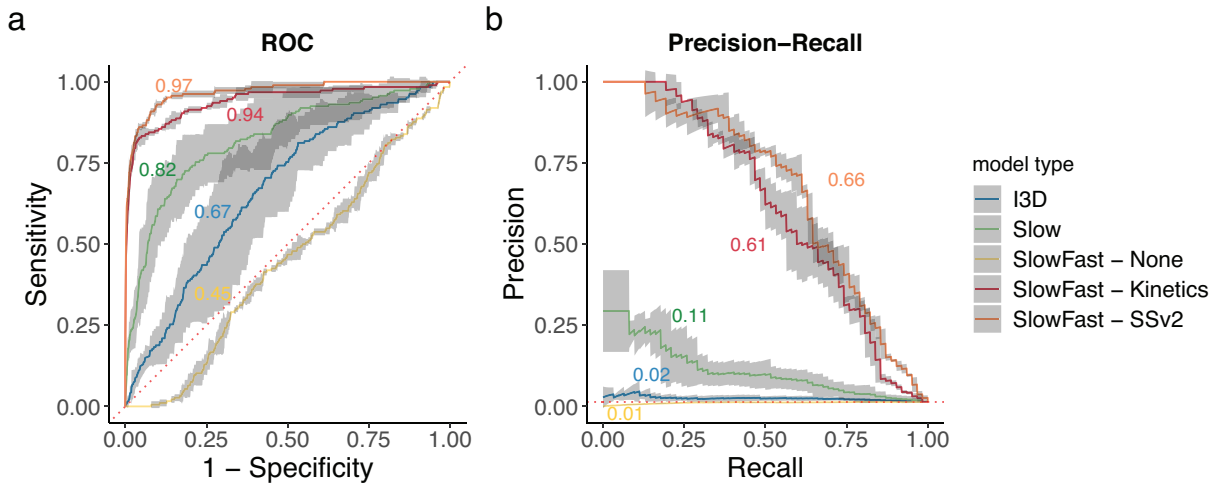 a
ROC
Sensitivity
1.00
0.75
0.50
0.25
0.00
0.97
0.94
0.82
0.67
0.45
0.00 0.25 0.50 0.75 1.00
1 − Specificity
b
Precision−Recall
Precision
1.00
0.75
0.50
0.25
0.00
0.66
0.61
0.11
0.02
0.01
0.00 0.25 0.50 0.75 1.00
Recall
model type
I3D
Slow
SlowFast − None
SlowFast − Kinetics
SlowFast − SSv2